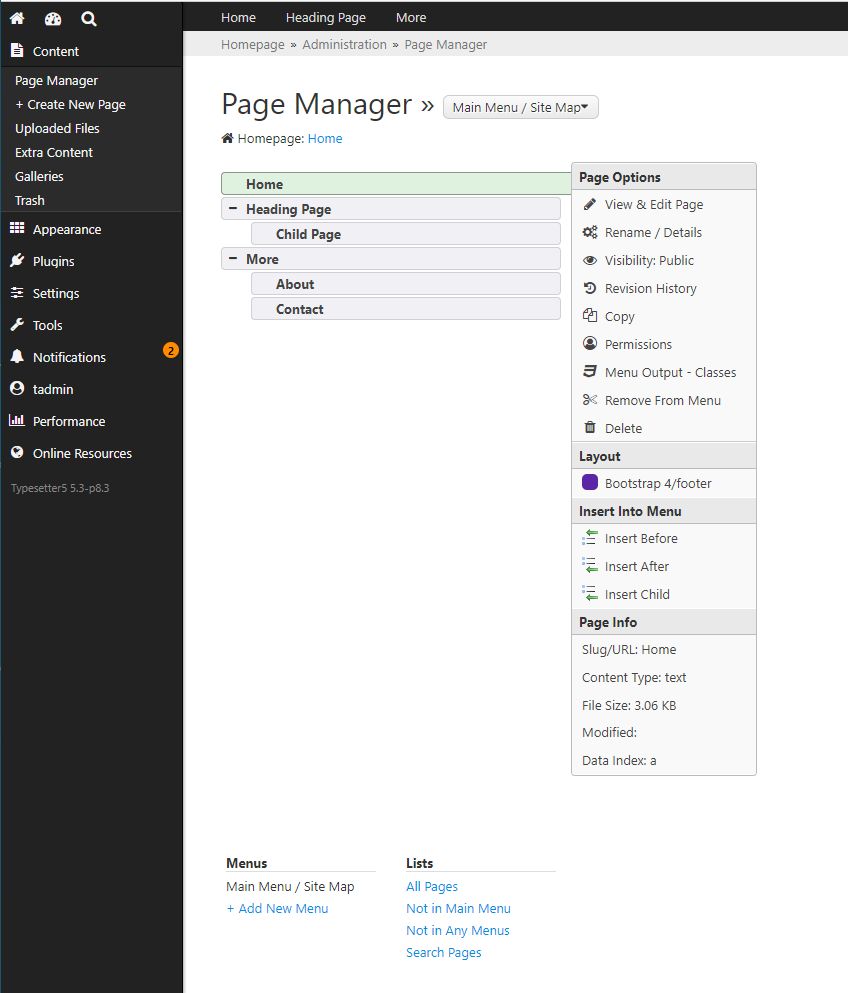 Content
Page Manager
+ Create New Page
Uploaded Files
Extra Content
Galleries
Trash
Appearance
Plugins
Settings
Tools
Notifications
2
tadmin
Performance
Online Resources
Typesetter5 5.3-p8.3
Home Heading Page More
Homepage » Administration » Page Manager
Page Manager » Main Menu / Site Map
Homepage: Home
Home
Heading Page
Child Page
More
About
Contact
Page Options
View & Edit Page
Rename / Details
Visibility: Public
Revision History
Copy
Permissions
Menu Output - Classes
Remove From Menu
Delete
Layout
Bootstrap 4/footer
Insert Into Menu
Insert Before
Insert After
Insert Child
Page Info
Slug/URL: Home
Content Type: text
File Size: 3.06 KB
Modified:
Data Index: a
Menus
Main Menu / Site Map
+ Add New Menu
Lists
All Pages
Not in Main Menu
Not in Any Menus
Search Pages